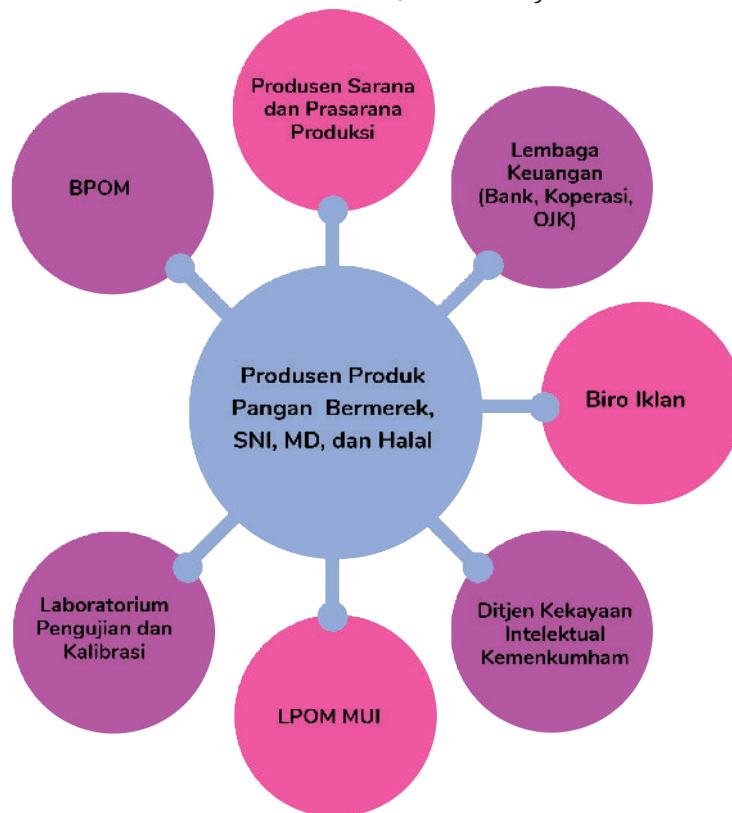 Produsen Sarana
dan Prasarana
Produksi
Lembaga
Keuangan
(Bank, Koperasi,
OJK)
BPOM
Produsen Produk
Pangan Bermerek,
SNI, MD, dan Halal
Biro Iklan
Laboratorium
Pengujian dan
Kalibrasi
Ditjen Kekayaan
Intelektual
Kemenkumham
LPOM MUI